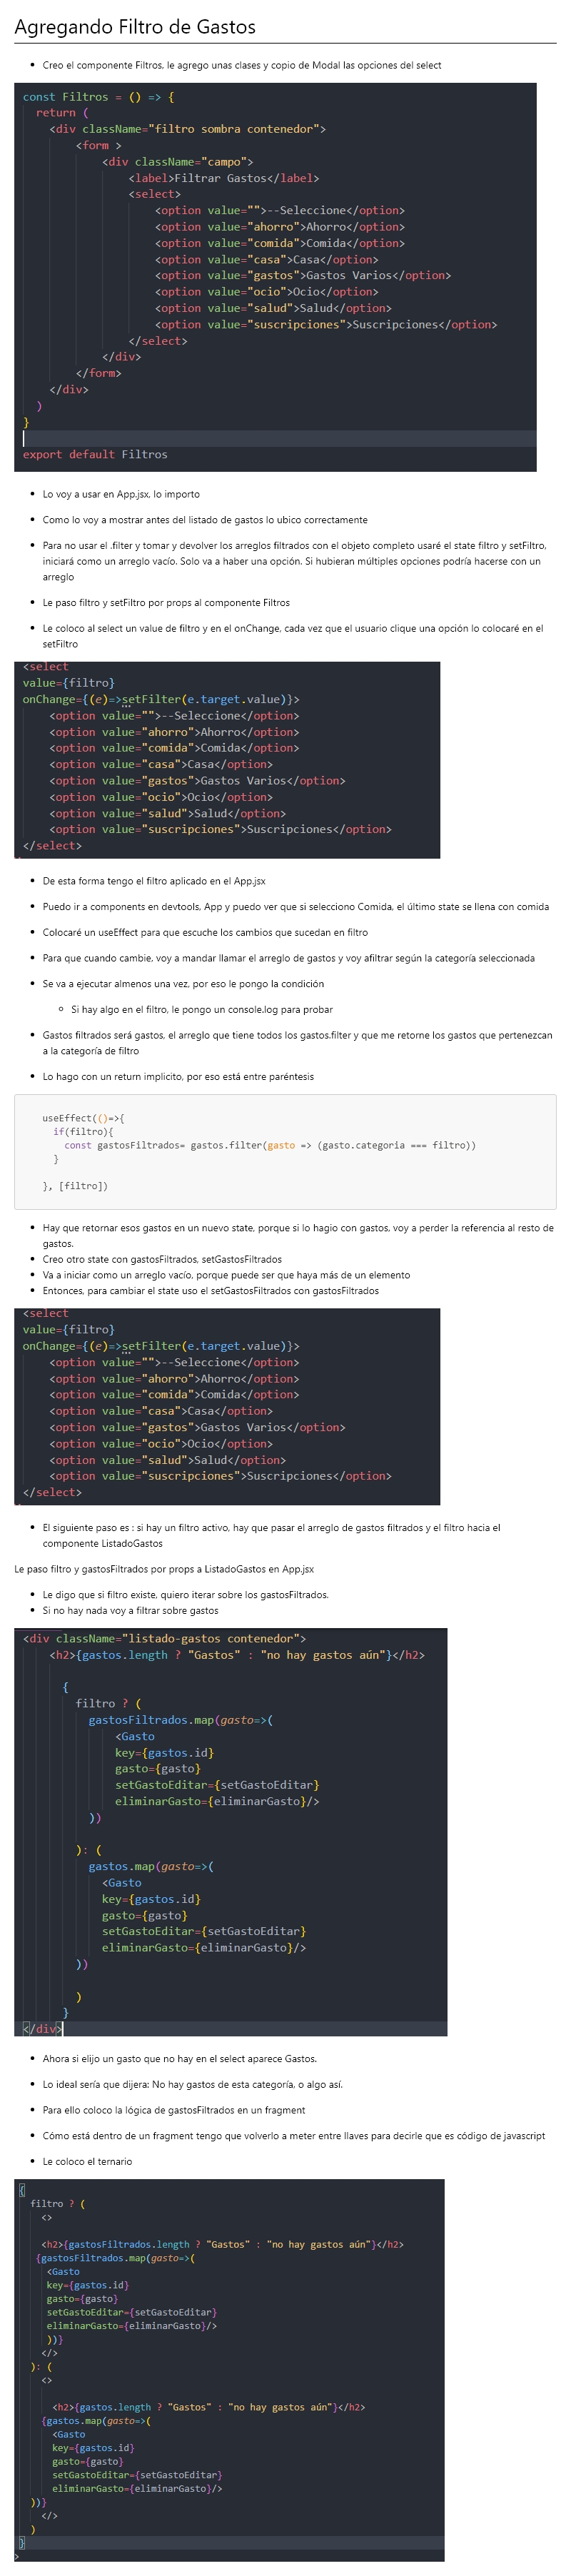 Agregando Filtro de Gastos
• Creo el componente Filtros, le agrego unas clases y copio de Modal las opciones del select
const Filtros = () => {
  return (
    <div className="filtro sombra contenedor">
        <form >
            <div className="campo">
                <label>Filtrar Gastos</label>
                <select>
                    <option value="">--Seleccione</option>
                    <option value="ahorro">Ahorro</option>
                    <option value="comida">Comida</option>
                    <option value="casa">Casa</option>
                    <option value="gastos">Gastos Varios</option>
                    <option value="ocio">Ocio</option>
                    <option value="salud">Salud</option>
                    <option value="suscripciones">Suscripciones</option>
                </select>
            </div>
        </form>
    </div>
  )
}
export default Filtros
• Lo voy a usar en App.jsx, lo importo
• Como lo voy a mostrar antes del listado de gastos lo ubico correctamente
• Para no usar el .filter y tomar y devolver los arreglos filtrados con el objeto completo usaré el state filtro y setFiltro,
iniciará como un arreglo vacío. Solo va a haber una opción. Si hubieran múltiples opciones podría hacerse con un
arreglo
• Le paso filtro y setFiltro por props al componente Filtros
• Le coloco al select un value de filtro y en el onChange, cada vez que el usuario clique una opción lo colocaré en el
setFiltro
<select
value={filtro}
onChange={(e)=>setFilter(e.target.value)}>
    <option value="">--Seleccione</option>
    <option value="ahorro">Ahorro</option>
    <option value="comida">Comida</option>
    <option value="casa">Casa</option>
    <option value="gastos">Gastos Varios</option>
    <option value="ocio">Ocio</option>
    <option value="salud">Salud</option>
    <option value="suscripciones">Suscripciones</option>
</select>
• De esta forma tengo el filtro aplicado en el App.jsx
• Puedo ir a components en devtools, App y puedo ver que si selecciono Comida, el último state se llena con comida
• Colocaré un useEffect para que escuche los cambios que sucedan en filtro
• Para que cuando cambie, voy a mandar llamar el arreglo de gastos y voy afiltrar según la categoría seleccionada
• Se va a ejecutar almenos una vez, por eso le pongo la condición
◦ Si hay algo en el filtro, le pongo un console.log para probar
• Gastos filtrados será gastos, el arreglo que tiene todos los gastos.filter y que me retorne los gastos que pertenezcan
a la categoría de filtro
• Lo hago con un return implicito, por eso está entre paréntesis
useEffect(()=>{
  if(filtro){
    const gastosFiltrados= gastos.filter(gasto => (gasto.categoria === filtro))
  }
}, [filtro])
• Hay que retornar esos gastos en un nuevo state, porque si lo hagio con gastos, voy a perder la referencia al resto de
gastos.
• Creo otro state con gastosFiltrados, setGastosFiltrados
• Va a iniciar como un arreglo vacío, porque puede ser que haya más de un elemento
• Entonces, para cambiar el state uso el setGastosFiltrados con gastosFiltrados
<select
value={filtro}
onChange={(e)=>setFilter(e.target.value)}>
    <option value="">--Seleccione</option>
    <option value="ahorro">Ahorro</option>
    <option value="comida">Comida</option>
    <option value="casa">Casa</option>
    <option value="gastos">Gastos Varios</option>
    <option value="ocio">Ocio</option>
    <option value="salud">Salud</option>
    <option value="suscripciones">Suscripciones</option>
</select>
• El siguiente paso es : si hay un filtro activo, hay que pasar el arreglo de gastos filtrados y el filtro hacia el
componente ListadoGastos
Le paso filtro y gastosFiltrados por props a ListadoGastos en App.jsx
• Le digo que si filtro existe, quiero iterar sobre los gastosFiltrados.
• Si no hay nada voy a filtrar sobre gastos
<div className="listado-gastos contenedor">
    <h2>{gastos.length ? "Gastos" : "no hay gastos aún"}</h2>
      {
        filtro ? (
          gastosFiltrados.map(gasto=>(
              <Gasto
              key={gastos.id}
              gasto={gasto}
              setGastoEditar={setGastoEditar}
              eliminarGasto={eliminarGasto}/>
          ))
        ): (
          gastos.map(gasto=>(
            <Gasto
            key={gastos.id}
            gasto={gasto}
            setGastoEditar={setGastoEditar}
            eliminarGasto={eliminarGasto}/>
        ))
        )
      }
</div>
• Ahora si elijo un gasto que no hay en el select aparece Gastos.
• Lo ideal sería que dijera: No hay gastos de esta categoría, o algo así.
• Para ello coloco la lógica de gastosFiltrados en un fragment
• Cómo está dentro de un fragment tengo que volverlo a meter entre llaves para decirle que es código de javascript
• Le coloco el ternario
{
  filtro ? (
    <>
    <h2>{gastosFiltrados.length ? "Gastos" : "no hay gastos aún"}</h2>
   {gastosFiltrados.map(gasto=>(
     <Gasto
     key={gastos.id}
     gasto={gasto}
     setGastoEditar={setGastoEditar}
     eliminarGasto={eliminarGasto}/>
     ))}
    </>
  ): (
    <>
      <h2>{gastos.length ? "Gastos" : "no hay gastos aún"}</h2>
    {gastos.map(gasto=>(
      <Gasto
      key={gastos.id}
      gasto={gasto}
      setGastoEditar={setGastoEditar}
      eliminarGasto={eliminarGasto}/>
  ))}
    </>
  )
}
>